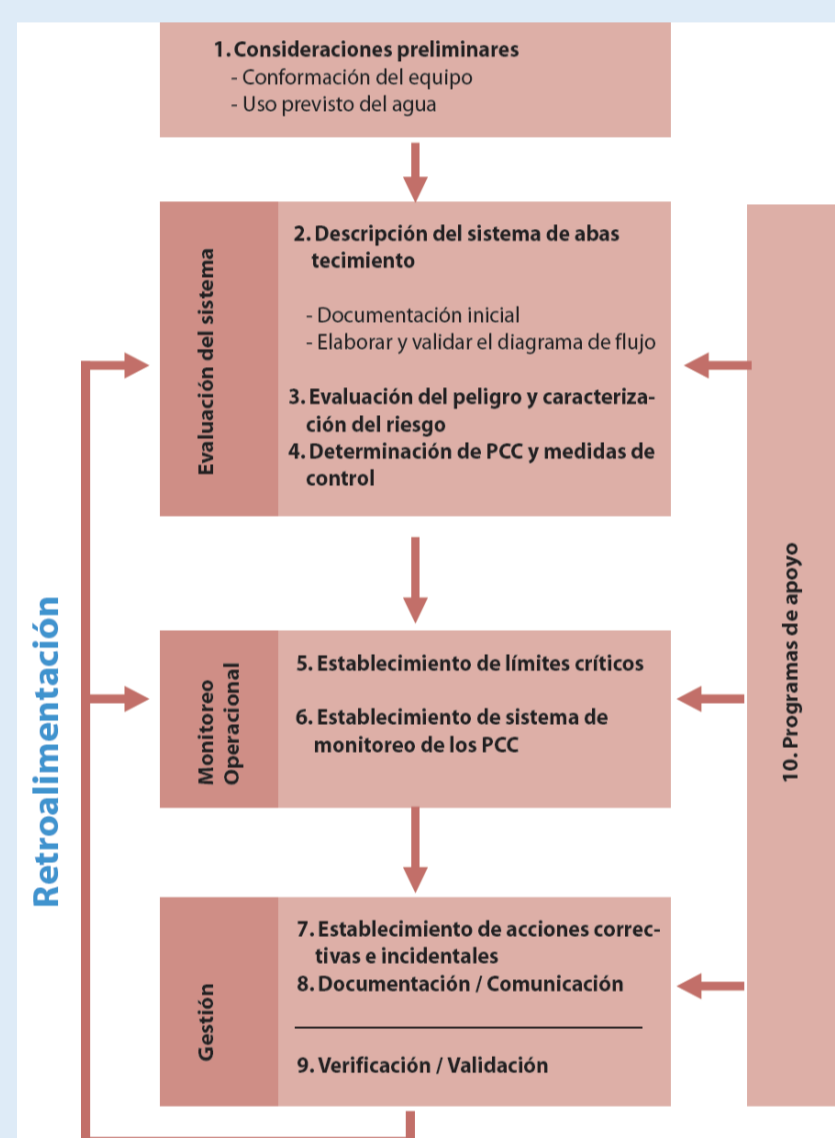 1. Consideraciones preliminares
- Conformación del equipo
- Uso previsto del agua
Evaluación del sistema
2. Descripción del sistema de abas
tecimiento
- Documentación inicial
- Elaborar y validar el diagrama de flujo
3. Evaluación del peligro y caracteriza-
ción del riesgo
4. Determinación de PCC y medidas de
control
Retroalimentación
Monitoreo
Operacional
5. Establecimiento de límites críticos
6. Establecimiento de sistema de
monitoreo de los PCC
10. Programas de apoyo
Gestión
7. Establecimiento de acciones correc-
tivas e incidentales
8. Documentación / Comunicación
9. Verificación / Validación